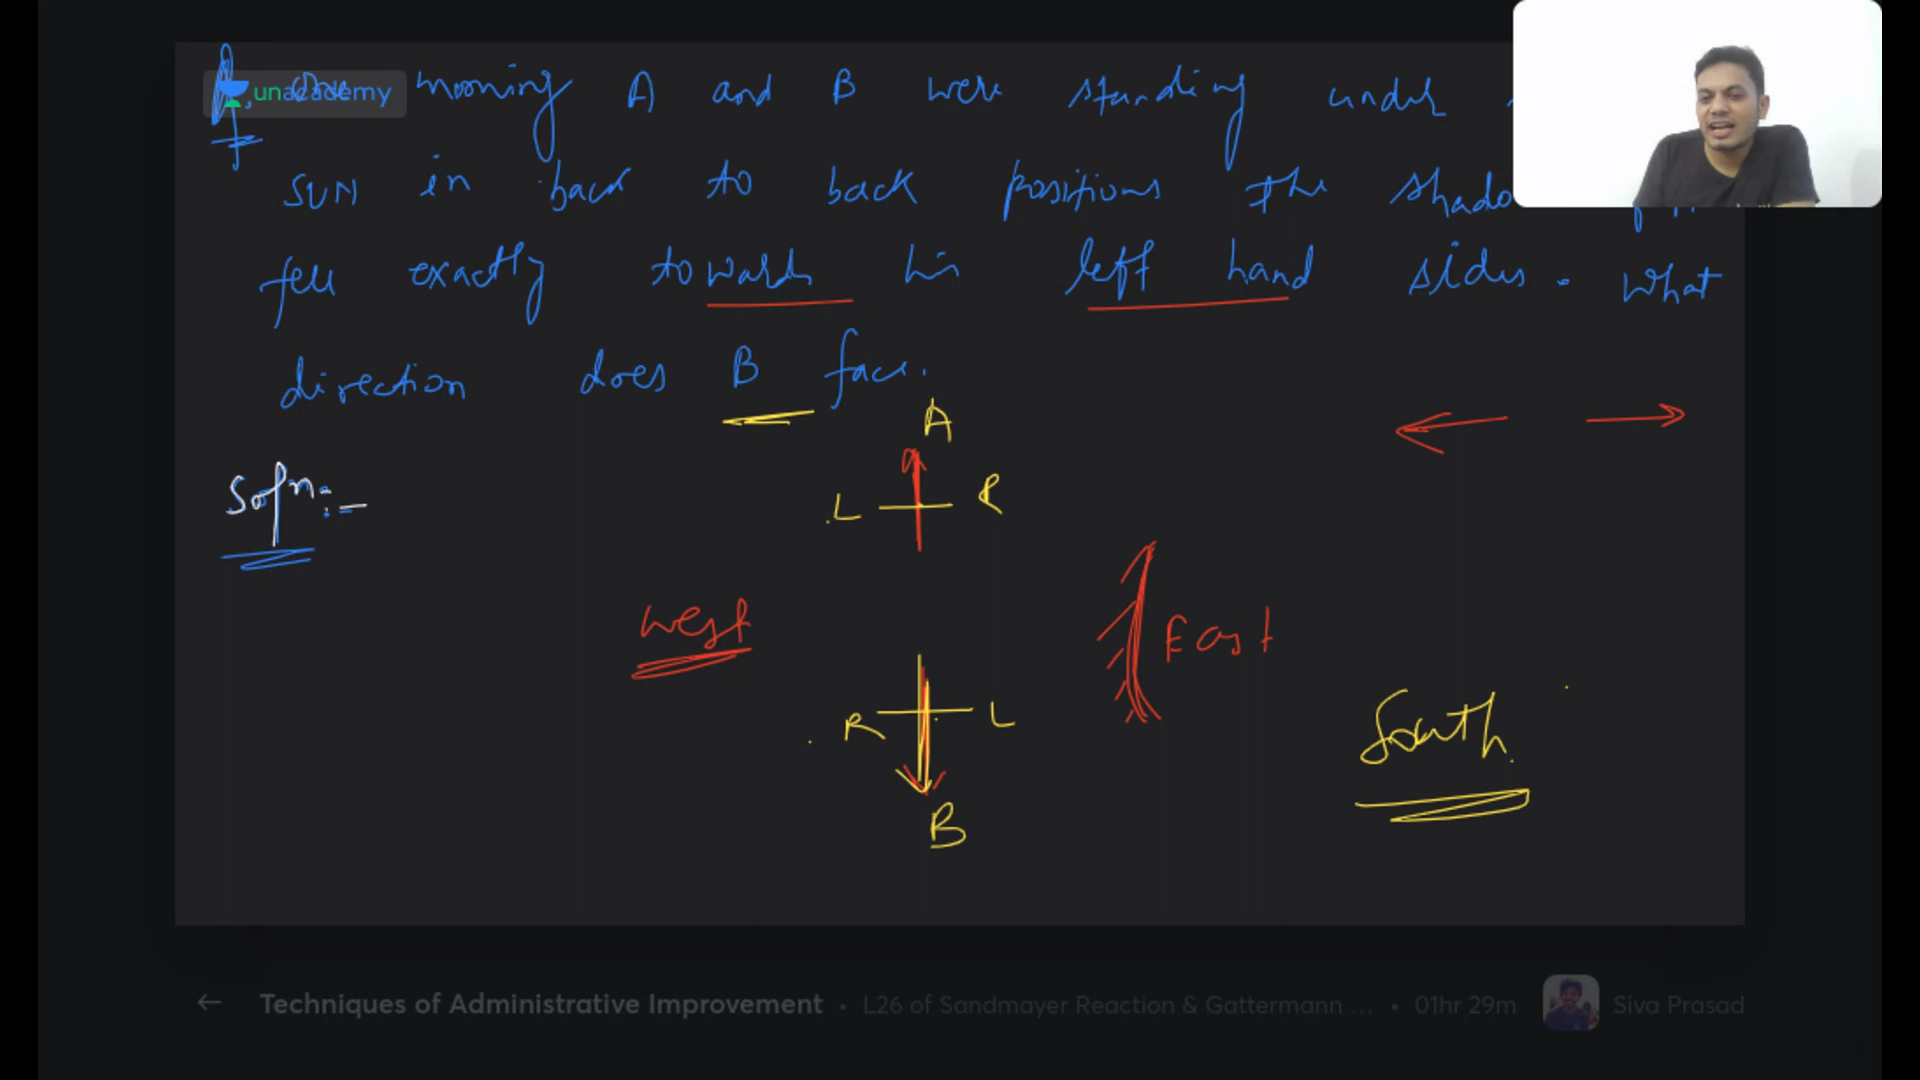 unacademy
One morning A and B were standing under
SUN in back to back positions the shado
fell exactly towards his left hand sides. What
direction does B face.
A
Soln:-
L R
West
East
R L
South.
B
← Techniques of Administrative Improvement • L26 of Sandmayer Reaction & Gattermann ... • 01hr 29m Siva Prasad